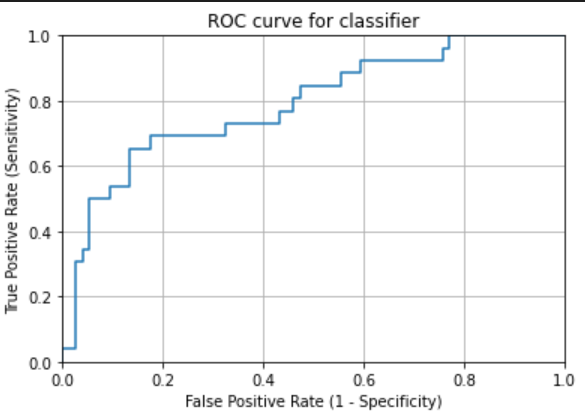 ROC curve for classifier
1.0
0.8
0.6
0.4
0.2
0.0
True Positive Rate (Sensitivity)
0.0 0.2 0.4 0.6 0.8 1.0
False Positive Rate (1 - Specificity)